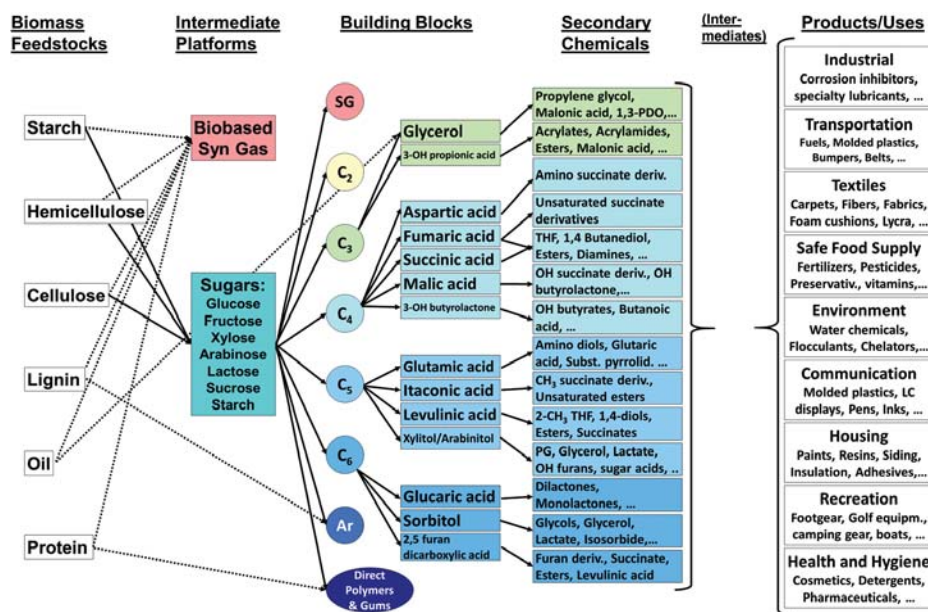 Biomass
Feedstocks
Intermediate
Platforms
Building Blocks
Secondary
Chemicals
(Inter-
mediates)
Products/Uses
Starch
Hemicellulose
Cellulose
Lignin
Oil
Protein
Biobased
Syn Gas
Sugars:
Glucose
Fructose
Xylose
Arabinose
Lactose
Sucrose
Starch
SG
C2
C3
C4
C5
C6
Ar
Direct
Polymers
& Gums
Glycerol
3-OH propionic acid
Aspartic acid
Fumaric acid
Succinic acid
Malic acid
3-OH butyrolactone
Glutamic acid
Itaconic acid
Levulinic acid
Xylitol/Arabinitol
Glucaric acid
Sorbitol
2,5 furan
dicarboxylic acid
Propylene glycol,
Malonic acid, 1,3-PDO,...
Acrylates, Acrylamides,
Esters, Malonic acid, ...
Amino succinate deriv.
Unsaturated succinate
derivatives
THF, 1,4 Butanediol,
Esters, Diamines, ...
OH succinate deriv., OH
butyrolactone,...
OH butyrates, Butanoic
acid, ...
Amino diols, Glutaric
acid, Subst. pyrrolid. ...
CH3 succinate deriv.,
Unsaturated esters
2-CH3 THF, 1,4-diols,
Esters, Succinates
PG, Glycerol, Lactate,
OH furans, sugar acids, ..
Dilactones,
Monolactones, ...
Glycols, Glycerol,
Lactate, Isosorbide,...
Furan deriv., Succinate,
Esters, Levulinic acid
Industrial
Corrosion inhibitors,
specialty lubricants, ...
Transportation
Fuels, Molded plastics,
Bumpers, Belts, ...
Textiles
Carpets, Fibers, Fabrics,
Foam cushions, Lycra, ...
Safe Food Supply
Fertilizers, Pesticides,
Preservativ., vitamins,...
Environment
Water chemicals,
Flocculants, Chelators,...
Communication
Molded plastics, LC
displays, Pens, Inks, ...
Housing
Paints, Resins, Siding,
Insulation, Adhesives,...
Recreation
Footgear, Golf equipm.,
camping gear, boats, ...
Health and Hygiene
Cosmetics, Detergents,
Pharmaceuticals, ...